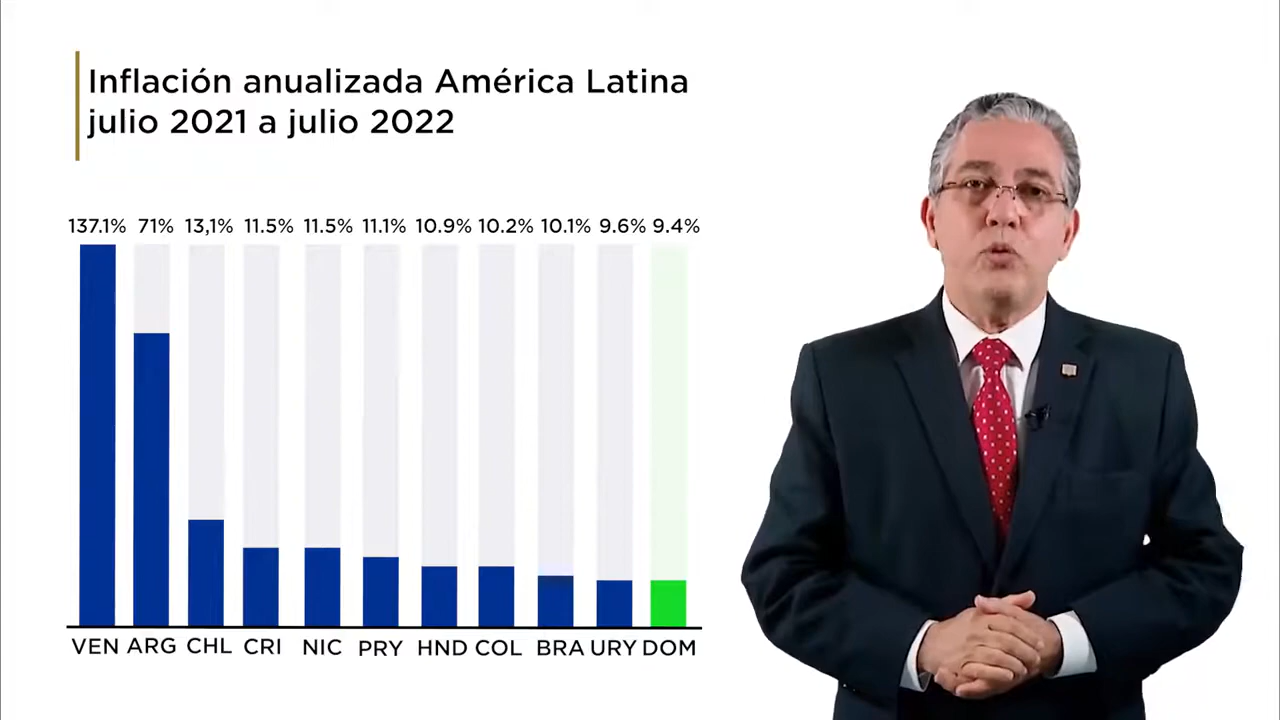 Inflación anualizada América Latina
julio 2021 a julio 2022
137.1% 71% 13,1% 11.5% 11.5% 11.1% 10.9% 10.2% 10.1% 9.6% 9.4%
VEN ARG CHL CRI NIC PRY HND COL BRA URY DOM